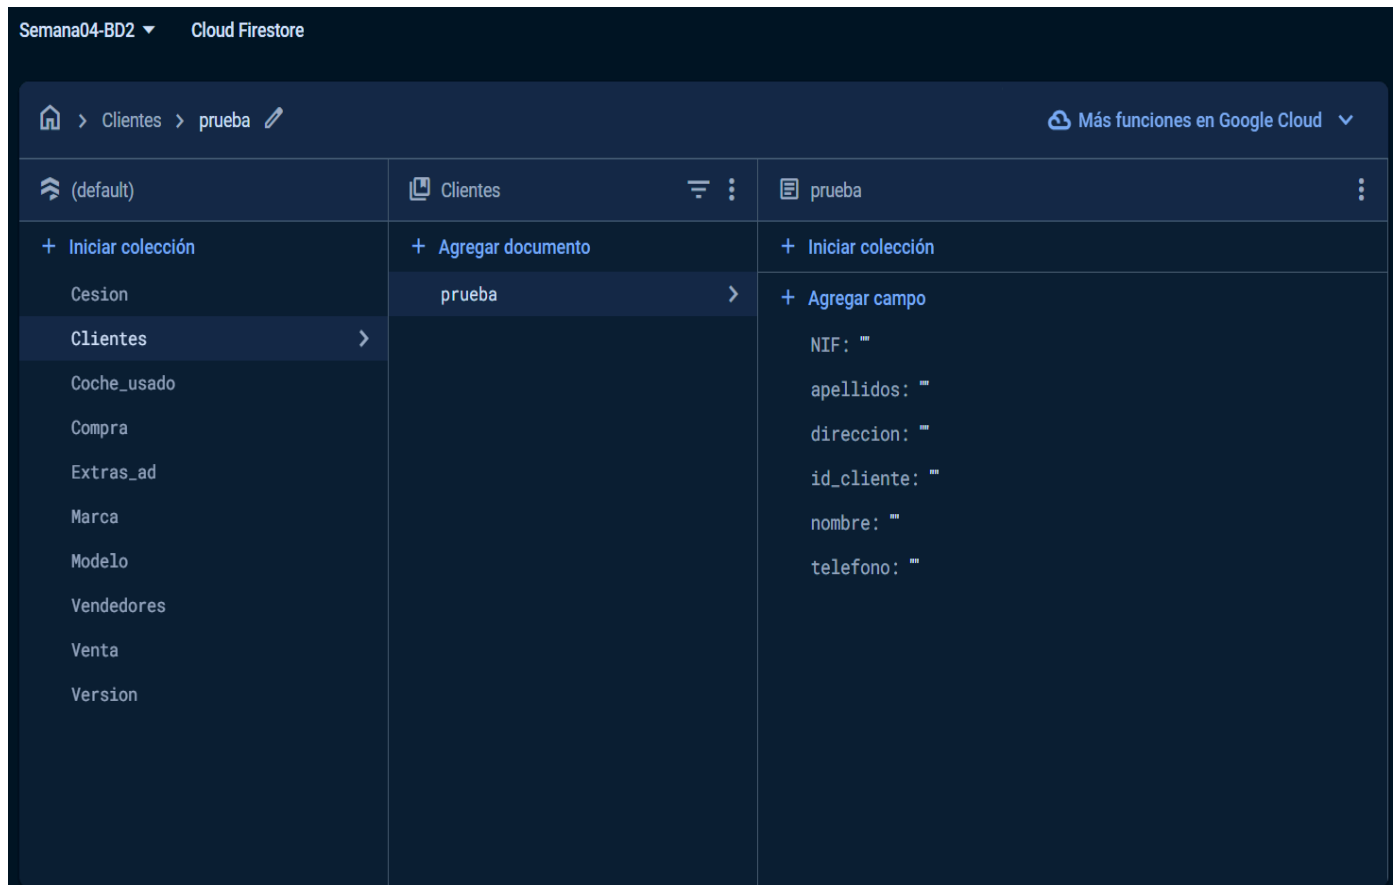 Semana04-BD2 Cloud Firestore
Clientes > prueba Más funciones en Google Cloud
(default)
Clientes
prueba
+ Iniciar colección
Cesion
Clientes
Coche_usado
Compra
Extras_ad
Marca
Modelo
Vendedores
Venta
Version
+ Agregar documento
prueba
+ Iniciar colección
+ Agregar campo
NIF: ""
apellidos: ""
direccion: ""
id_cliente: ""
nombre: ""
telefono: ""